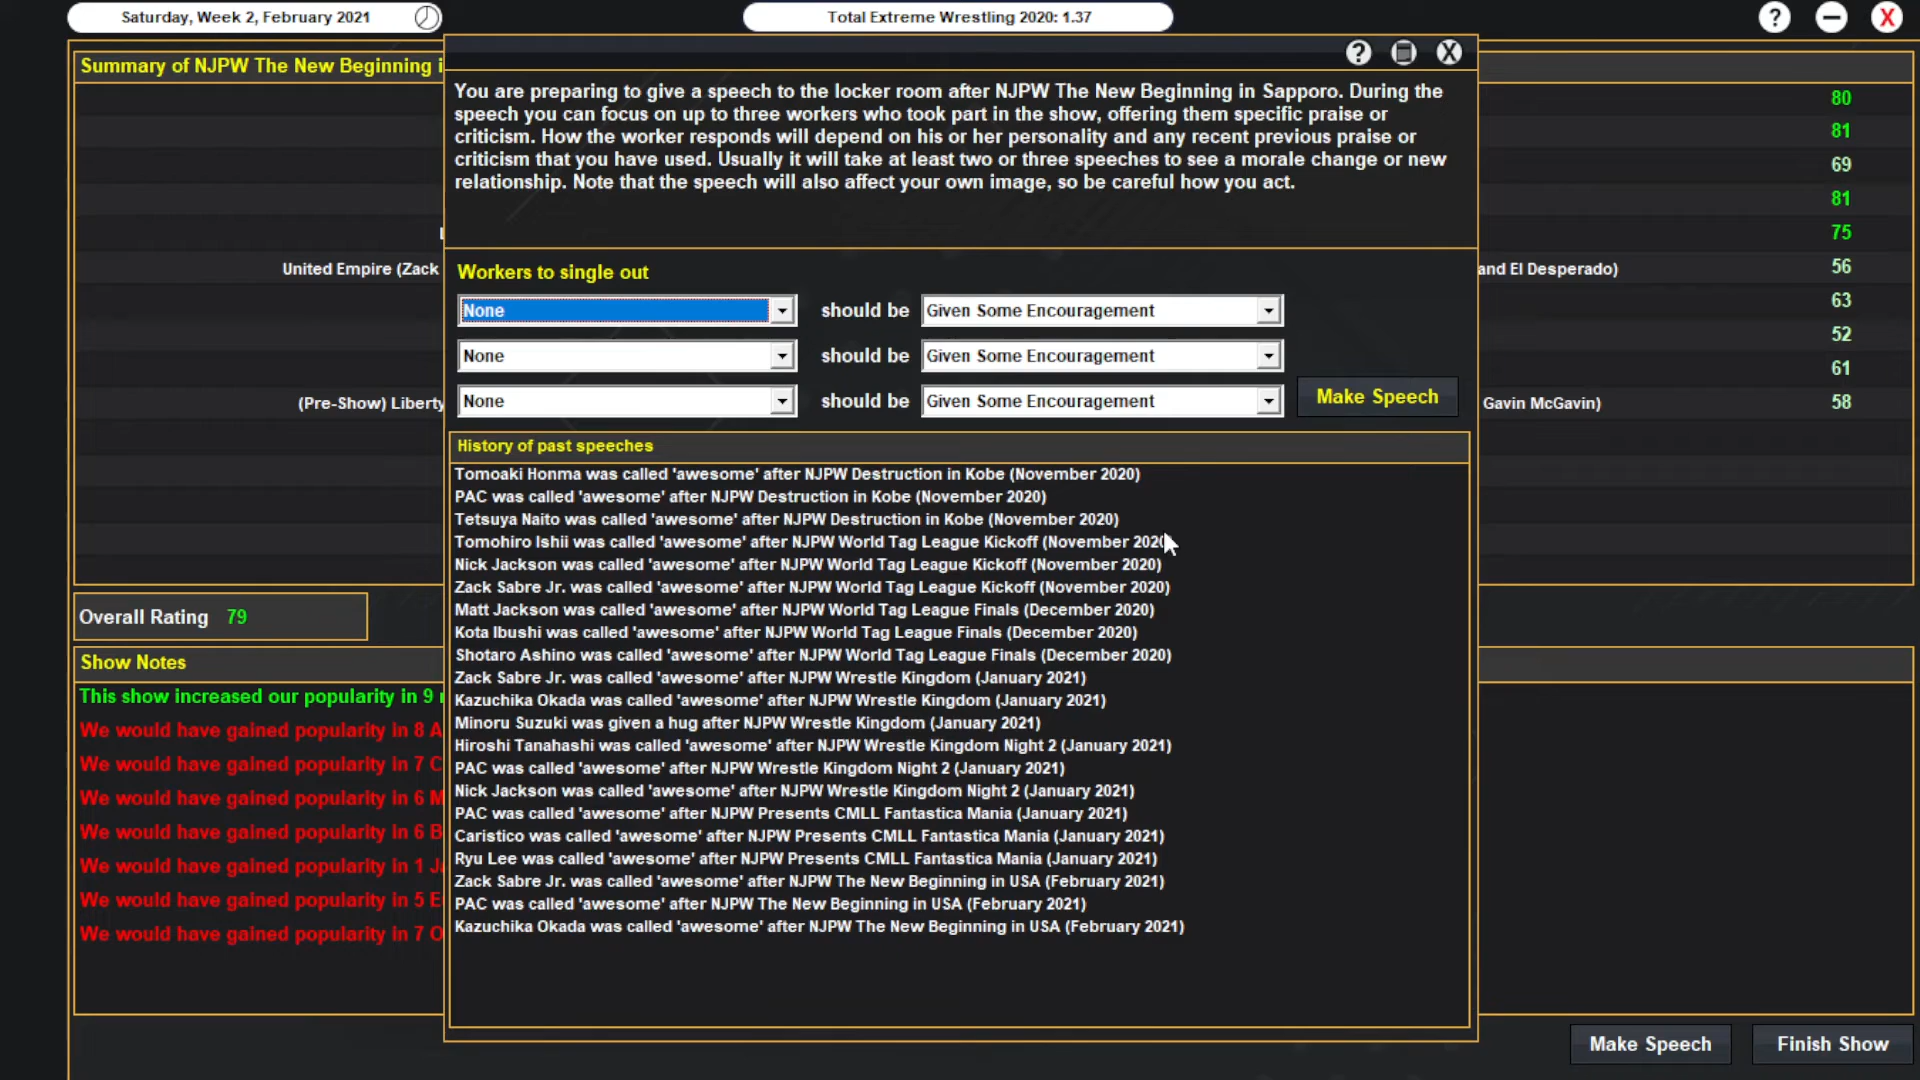 Saturday, Week 2, February 2021
Total Extreme Wrestling 2020: 1.37
?
X
Summary of NJPW The New Beginning i
? X
You are preparing to give a speech to the locker room after NJPW The New Beginning in Sapporo. During the
speech you can focus on up to three workers who took part in the show, offering them specific praise or
criticism. How the worker responds will depend on his or her personality and any recent previous praise or
criticism that you have used. Usually it will take at least two or three speeches to see a morale change or new
relationship. Note that the speech will also affect your own image, so be careful how you act.
80
81
69
81
75
United Empire (Zack
and El Desperado)
56
63
52
61
(Pre-Show) Liberty
Gavin McGavin)
58
Workers to single out
None should be Given Some Encouragement
None should be Given Some Encouragement
None should be Given Some Encouragement
Make Speech
History of past speeches
Tomoaki Honma was called 'awesome' after NJPW Destruction in Kobe (November 2020)
PAC was called 'awesome' after NJPW Destruction in Kobe (November 2020)
Tetsuya Naito was called 'awesome' after NJPW Destruction in Kobe (November 2020)
Tomohiro Ishii was called 'awesome' after NJPW World Tag League Kickoff (November 2020)
Nick Jackson was called 'awesome' after NJPW World Tag League Kickoff (November 2020)
Zack Sabre Jr. was called 'awesome' after NJPW World Tag League Kickoff (November 2020)
Matt Jackson was called 'awesome' after NJPW World Tag League Finals (December 2020)
Kota Ibushi was called 'awesome' after NJPW World Tag League Finals (December 2020)
Shotaro Ashino was called 'awesome' after NJPW World Tag League Finals (December 2020)
Zack Sabre Jr. was called 'awesome' after NJPW Wrestle Kingdom (January 2021)
Kazuchika Okada was called 'awesome' after NJPW Wrestle Kingdom (January 2021)
Minoru Suzuki was given a hug after NJPW Wrestle Kingdom (January 2021)
Hiroshi Tanahashi was called 'awesome' after NJPW Wrestle Kingdom Night 2 (January 2021)
PAC was called 'awesome' after NJPW Wrestle Kingdom Night 2 (January 2021)
Nick Jackson was called 'awesome' after NJPW Wrestle Kingdom Night 2 (January 2021)
PAC was called 'awesome' after NJPW Presents CMLL Fantastica Mania (January 2021)
Caristico was called 'awesome' after NJPW Presents CMLL Fantastica Mania (January 2021)
Ryu Lee was called 'awesome' after NJPW Presents CMLL Fantastica Mania (January 2021)
Zack Sabre Jr. was called 'awesome' after NJPW The New Beginning in USA (February 2021)
PAC was called 'awesome' after NJPW The New Beginning in USA (February 2021)
Kazuchika Okada was called 'awesome' after NJPW The New Beginning in USA (February 2021)
Overall Rating 79
Show Notes
This show increased our popularity in 9
We would have gained popularity in 8 A
We would have gained popularity in 7 C
We would have gained popularity in 6 M
We would have gained popularity in 6 B
We would have gained popularity in 1 J
We would have gained popularity in 5 E
We would have gained popularity in 7 O
Make Speech
Finish Show